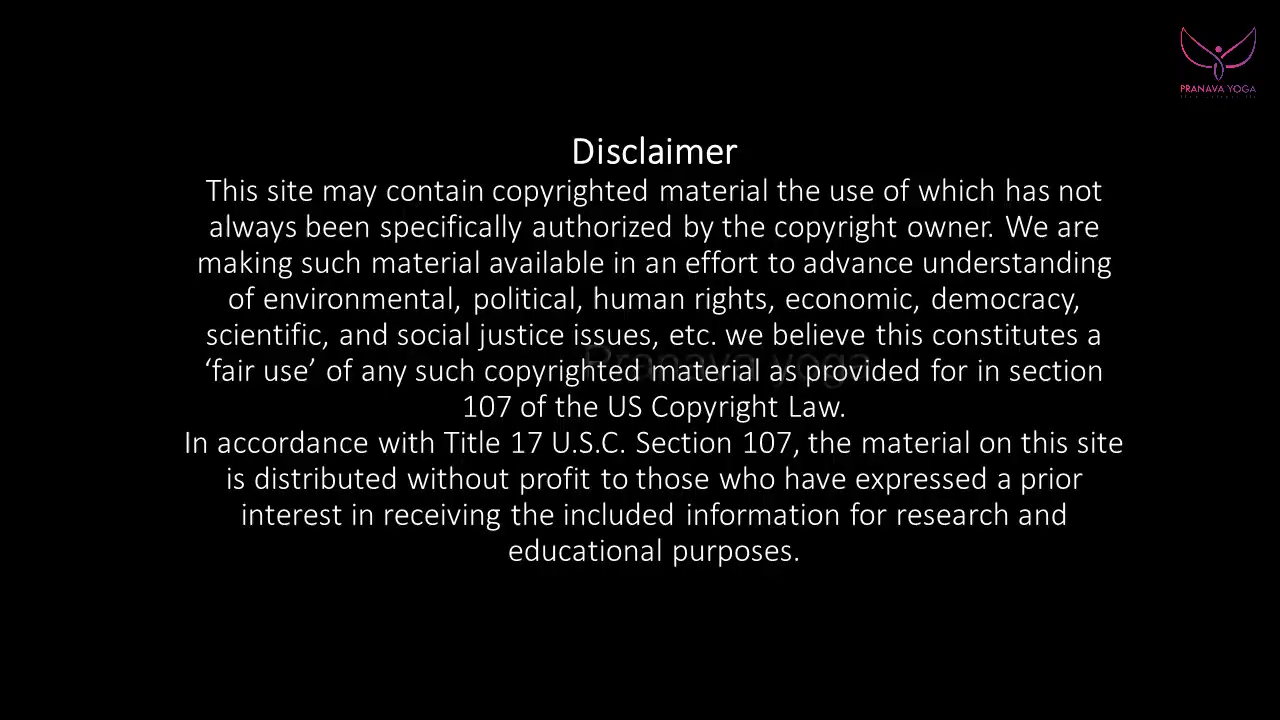 PRANAVA YOGA
Disclaimer
This site may contain copyrighted material the use of which has not
always been specifically authorized by the copyright owner. We are
making such material available in an effort to advance understanding
of environmental, political, human rights, economic, democracy,
scientific, and social justice issues, etc. we believe this constitutes a
‘fair use’ of any such copyrighted material as provided for in section
107 of the US Copyright Law.
In accordance with Title 17 U.S.C. Section 107, the material on this site
is distributed without profit to those who have expressed a prior
interest in receiving the included information for research and
educational purposes.
Pranava yoga